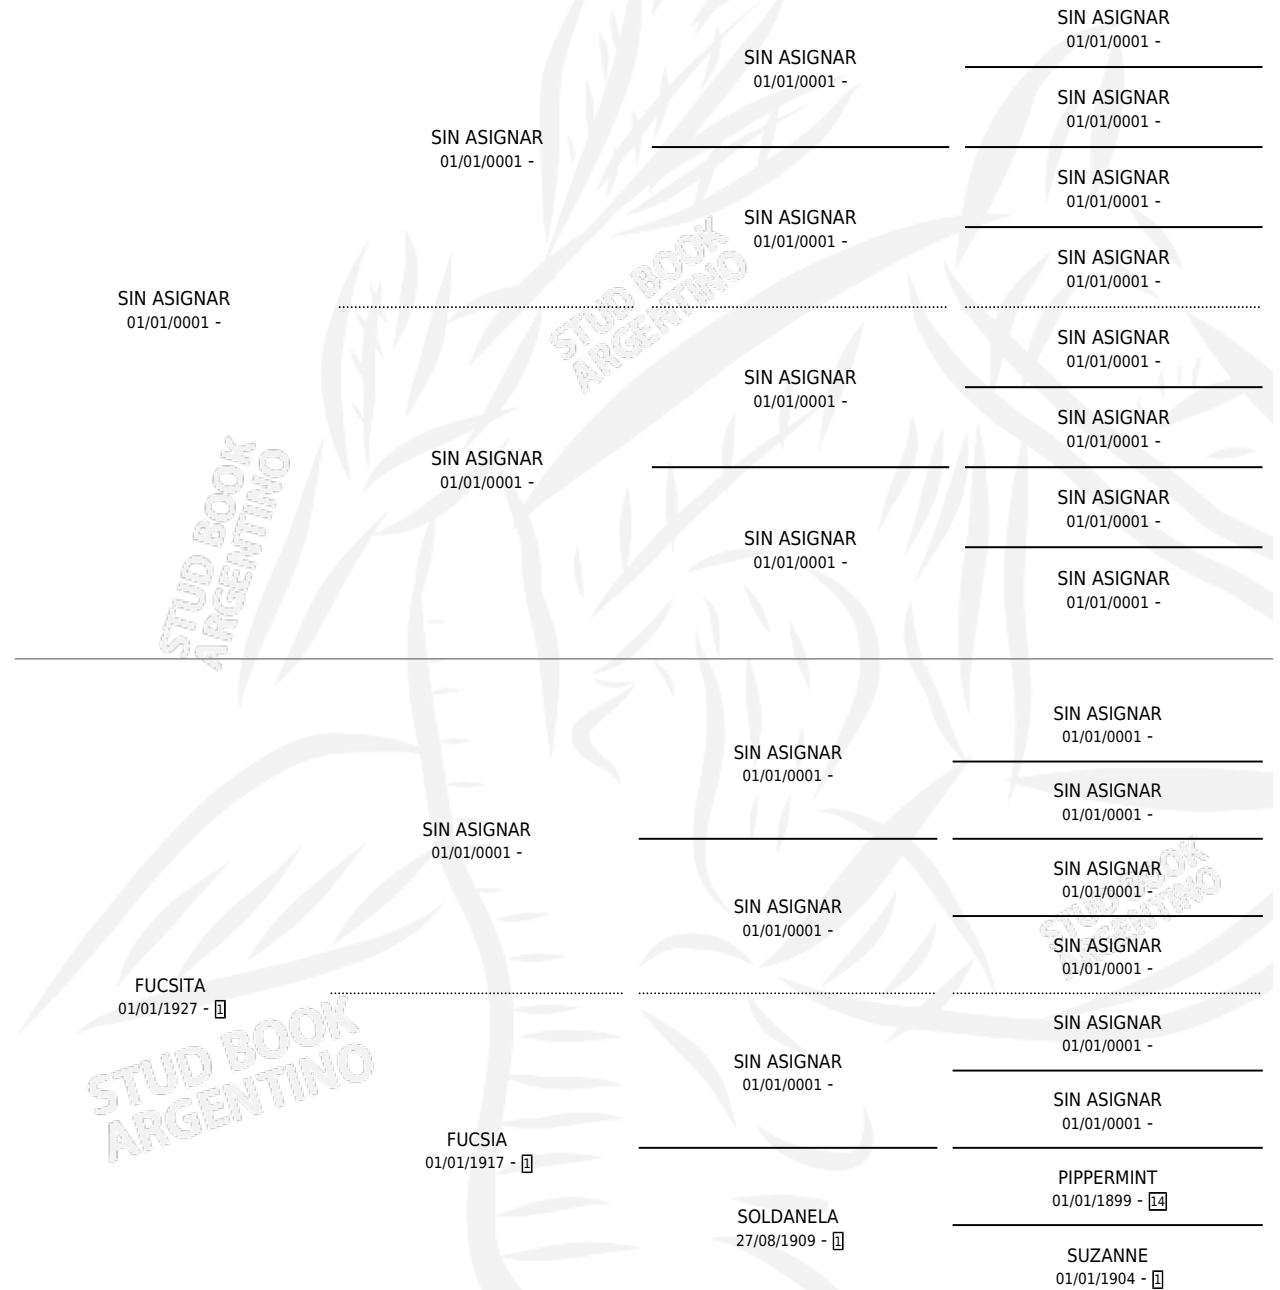 SIN ASIGNAR
01/01/0001 -
SIN ASIGNAR
01/01/0001 -
SIN ASIGNAR
01/01/0001 -
SIN ASIGNAR
01/01/0001 -
SIN ASIGNAR
01/01/0001 -
SIN ASIGNAR
01/01/0001 -
SIN ASIGNAR
01/01/0001 -
STUD BOOK
ARGENTINO
SIN ASIGNAR
01/01/0001 -
SIN ASIGNAR
01/01/0001 -
SIN ASIGNAR
01/01/0001 -
SIN ASIGNAR
01/01/0001 -
SIN ASIGNAR
01/01/0001 -
SIN ASIGNAR
01/01/0001 -
STUD BOOK
ARGENTINO
SIN ASIGNAR
01/01/0001 -
SIN ASIGNAR
01/01/0001 -
SIN ASIGNAR
01/01/0001 -
SIN ASIGNAR
01/01/0001 -
SIN ASIGNAR
01/01/0001 -
SIN ASIGNAR
01/01/0001 -
SIN ASIGNAR
01/01/0001 -
SIN ASIGNAR
01/01/0001 -
STUD BOOK
ARGENTINO
SIN ASIGNAR
01/01/0001 -
SIN ASIGNAR
01/01/0001 -
FUCSITA
01/01/1927 - 1
STUD BOOK
ARGENTINO
SIN ASIGNAR
01/01/0001 -
SIN ASIGNAR
01/01/0001 -
SIN ASIGNAR
01/01/0001 -
FUCSIA
01/01/1917 - 1
PIPPERMINT
01/01/1899 - 14
SOLDANELA
27/08/1909 - 1
SUZANNE
01/01/1904 - 1